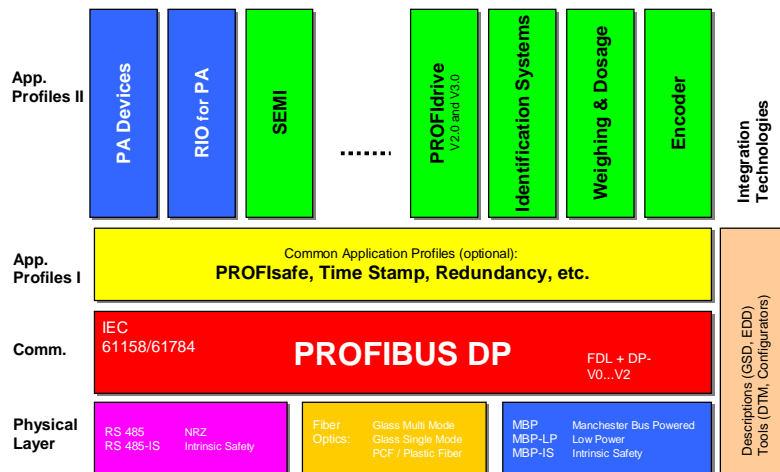 App.
Profiles II
PA Devices
RIO for PA
SEMI
........
PROFIdrive
V2.0 and V3.0
Identification Systems
Weighing & Dosage
Encoder
Integration
Technologies
App.
Profiles I
Common Application Profiles (optional):
PROFIsafe, Time Stamp, Redundancy, etc.
Comm.
IEC
61158/61784
PROFIBUS DP
FDL + DP-
V0...V2
Physical
Layer
RS 485 NRZ
RS 485-IS Intrinsic Safety
Fiber Glass Multi Mode
Optics: Glass Single Mode
PCF / Plastic Fiber
MBP Manchester Bus Powered
MBP-LP Low Power
MBP-IS Intrinsic Safety
Descriptions (GSD, EDD)
Tools (DTM, Configurators)